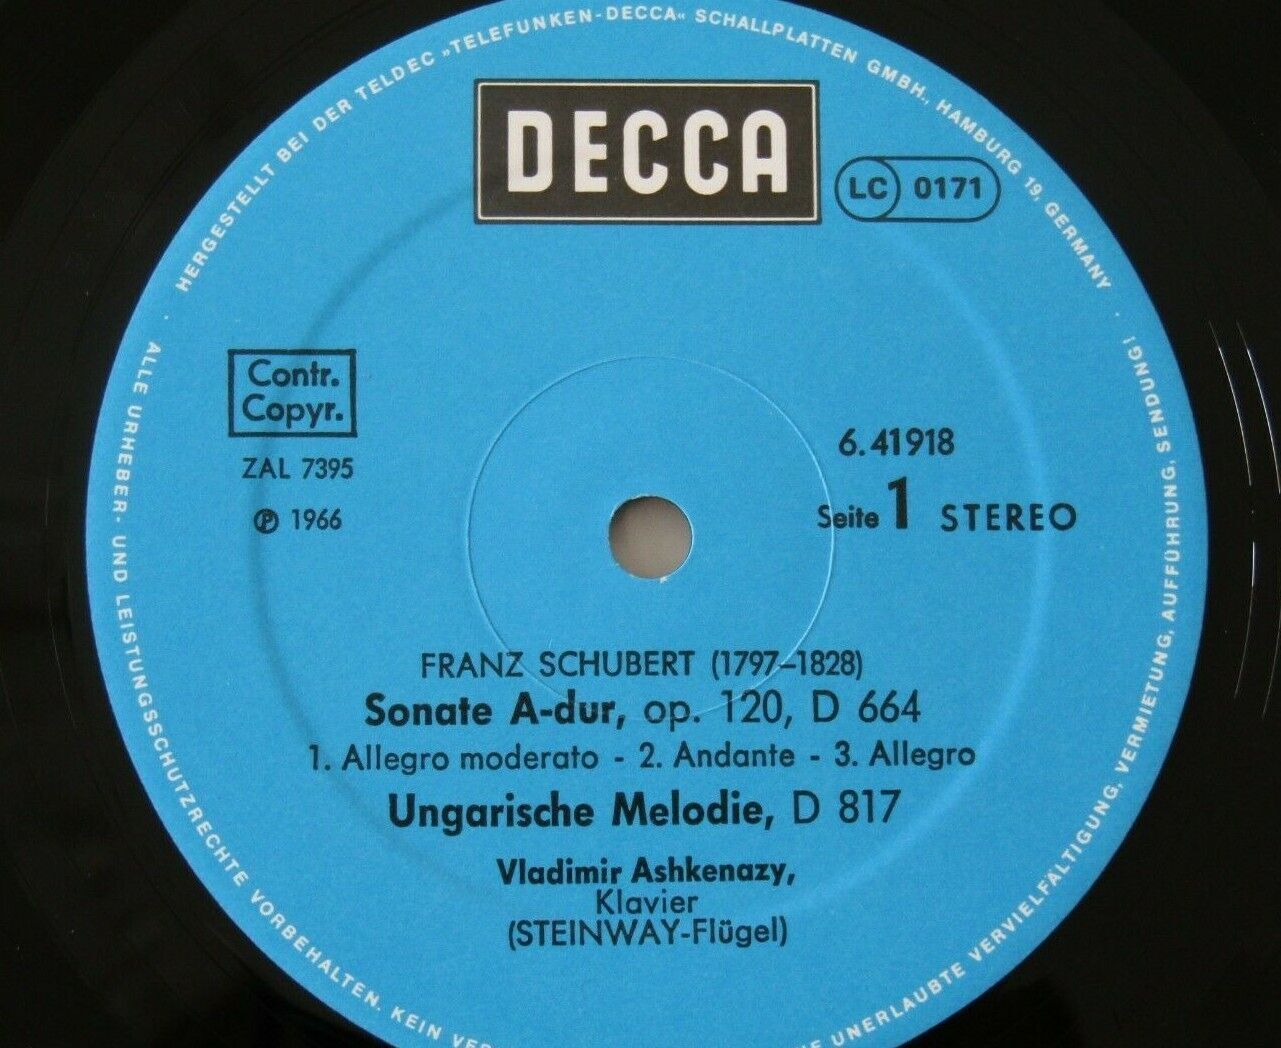 HERGESTELLT BEI DER TELDEC »TELEFUNKEN-DECCA« SCHALLPLATTEN GMBH., HAMBURG 19, GERMANY ·
DECCA
LC 0171
Contr.
Copyr.
ZAL 7395
Ⓟ 1966
6.41918
Seite 1 STEREO
FRANZ SCHUBERT (1797–1828)
Sonate A-dur, op. 120, D 664
1. Allegro moderato - 2. Andante - 3. Allegro
Ungarische Melodie, D 817
Vladimir Ashkenazy,
Klavier
(STEINWAY-Flügel)
· ALLE URHEBER- UND LEISTUNGSSCHUTZRECHTE VORBEHALTEN. KEIN
UNERLAUBTE VERVIELFÄLTIGUNG, VERMIETUNG, AUFFÜHRUNG, SENDUNG!